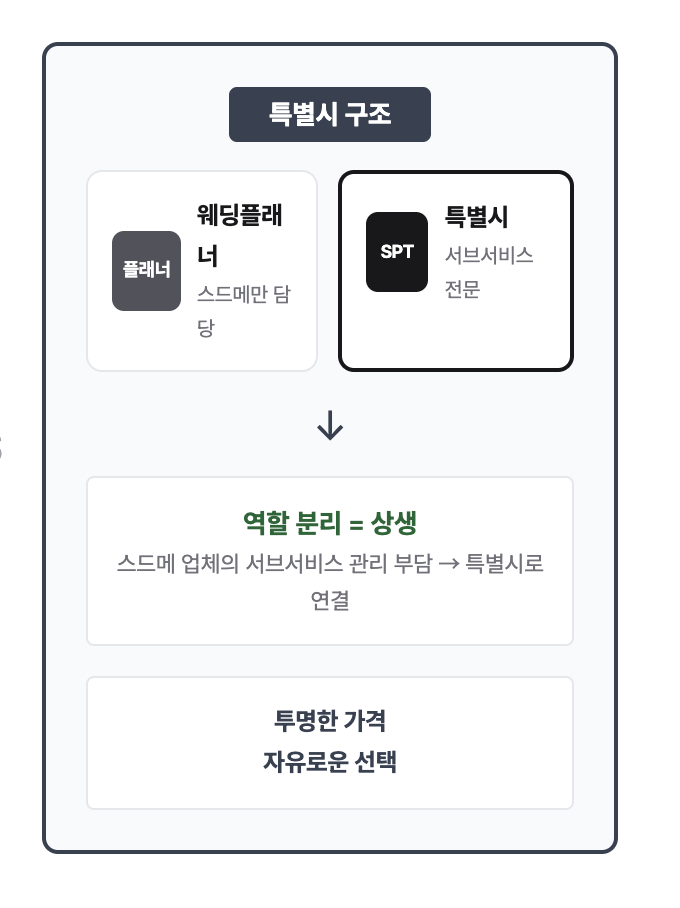 특별시 구조
플래너
웨딩플래
너
스드메만 담
당
SPT
특별시
서브서비스
전문
↓
역할 분리 = 상생
스드메 업체의 서브서비스 관리 부담 → 특별시로
연결
투명한 가격
자유로운 선택